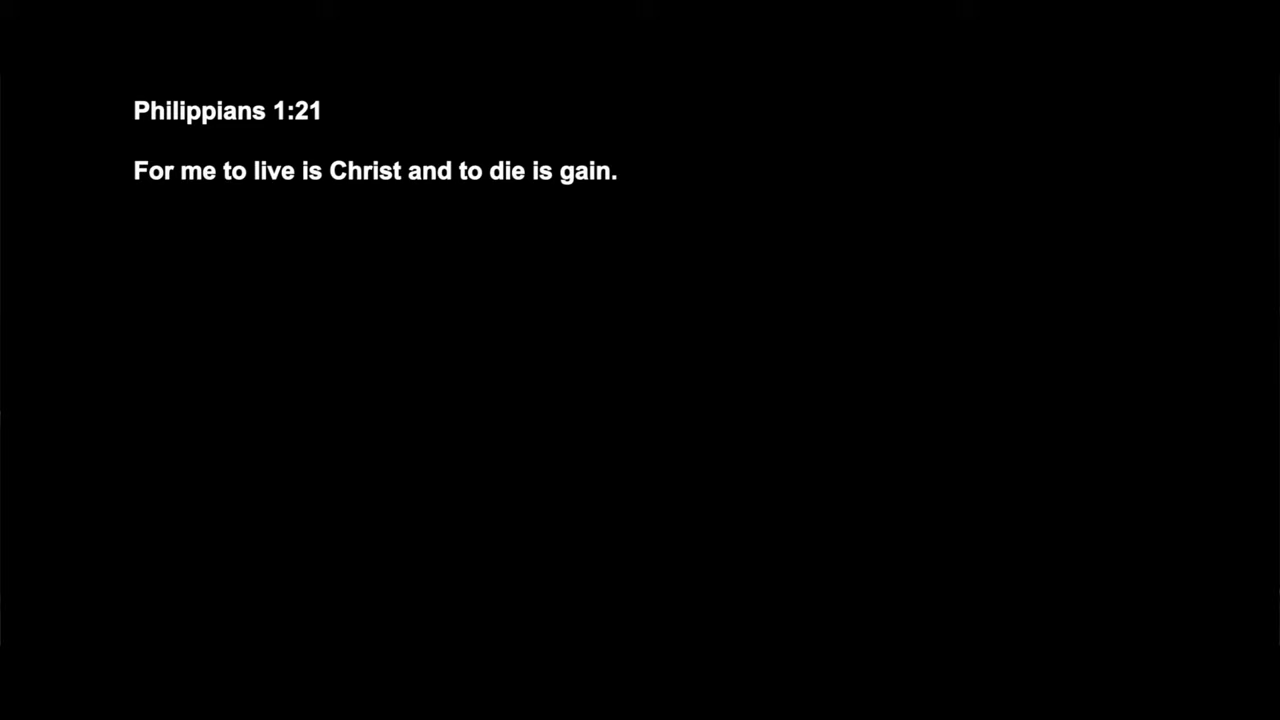 Philippians 1:21
For me to live is Christ and to die is gain.